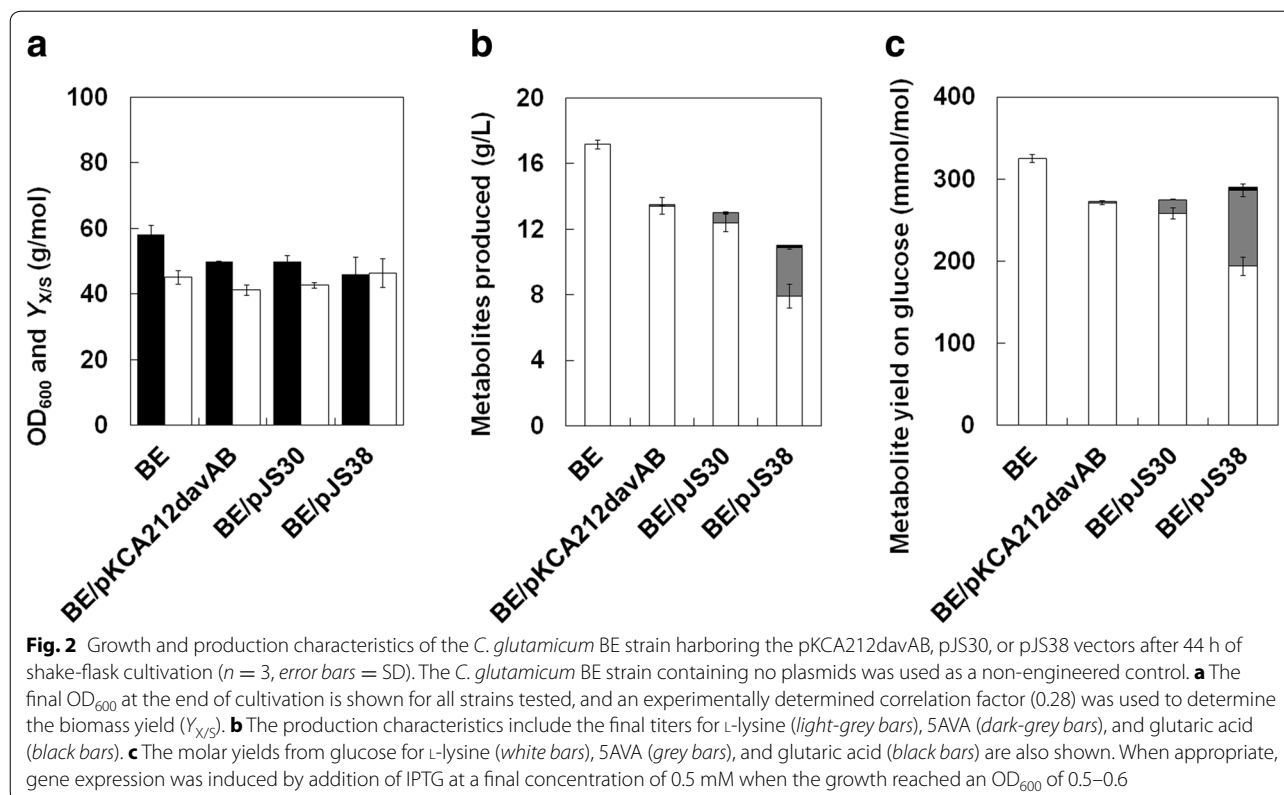 a
100
80
60
40
20
0
OD600 and YX/S (g/mol)
BE
BE/pKCA212davAB
BE/pJS30
BE/pJS38
b
20
16
12
8
4
0
Metabolites produced (g/L)
BE
BE/pKCA212davAB
BE/pJS30
BE/pJS38
c
400
300
200
100
0
Metabolite yield on glucose (mmol/mol)
BE
BE/pKCA212davAB
BE/pJS30
BE/pJS38
Fig. 2 Growth and production characteristics of the C. glutamicum BE strain harboring the pKCA212davAB, pJS30, or pJS38 vectors after 44 h of
shake-flask cultivation (n = 3, error bars = SD). The C. glutamicum BE strain containing no plasmids was used as a non-engineered control. a The
final OD600 at the end of cultivation is shown for all strains tested, and an experimentally determined correlation factor (0.28) was used to determine
the biomass yield (YX/S). b The production characteristics include the final titers for L-lysine (light-grey bars), 5AVA (dark-grey bars), and glutaric acid
(black bars). c The molar yields from glucose for L-lysine (white bars), 5AVA (grey bars), and glutaric acid (black bars) are also shown. When appropriate,
gene expression was induced by addition of IPTG at a final concentration of 0.5 mM when the growth reached an OD600 of 0.5–0.6